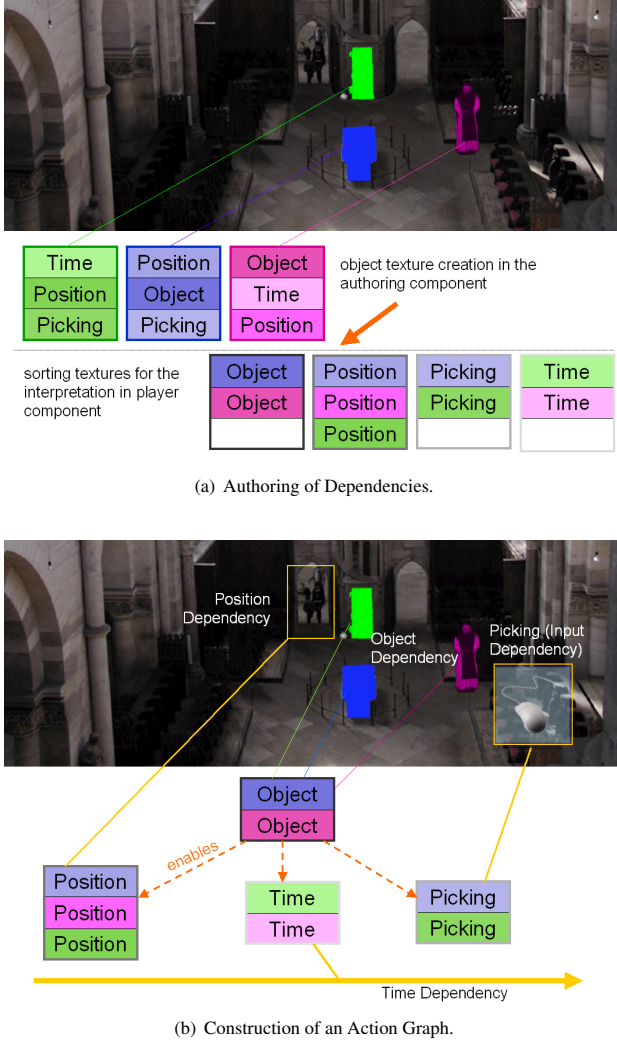 Time
Position
Picking
Position
Object
Picking
Object
Time
Position
object texture creation in the
authoring component
sorting textures for the
interpretation in player
component
Object
Object
Position
Position
Position
Picking
Picking
Time
Time
(a) Authoring of Dependencies.
Position
Dependency
Object
Dependency
Picking (Input
Dependency)
Object
Object
enables
Position
Position
Position
Time
Time
Picking
Picking
Time Dependency
(b) Construction of an Action Graph.